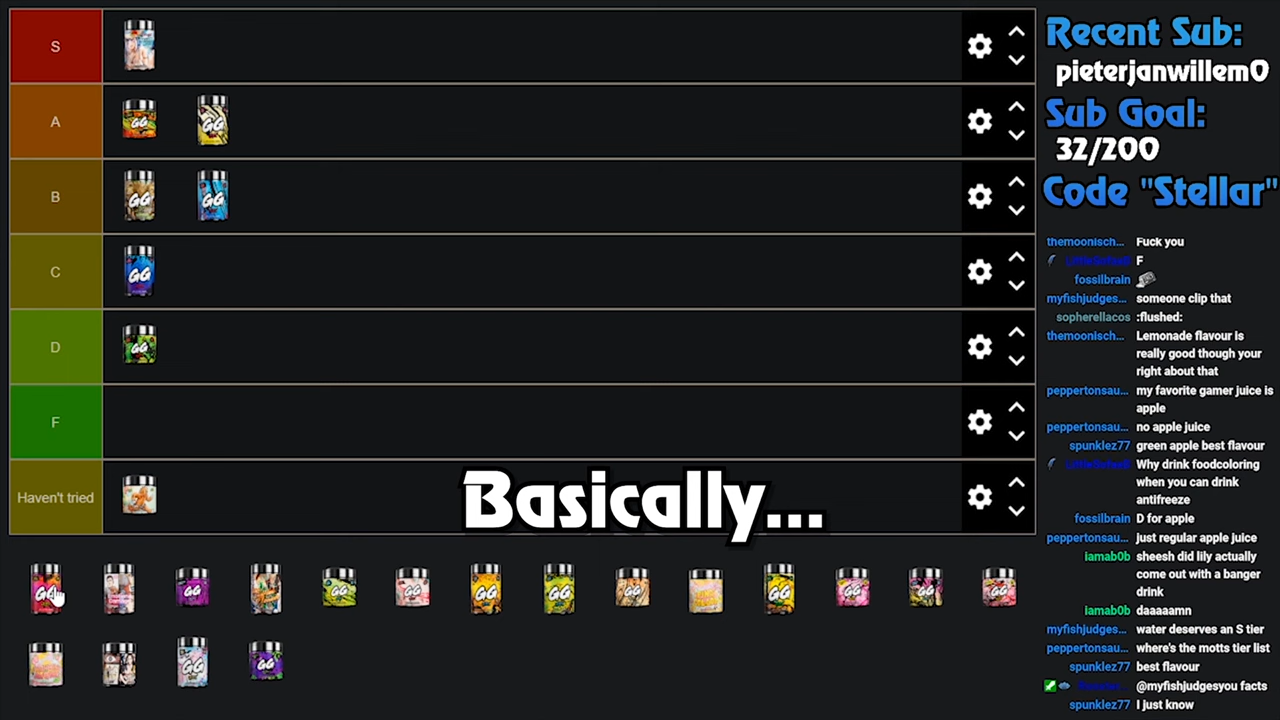 S
A
B
C
D
F
Haven't tried
Basically...
Recent Sub:
pieterjanwillem0
Sub Goal:
32/200
Code "Stellar"
themoonisch... Fuck you
F
fossilbrain
myfishjudges... someone clip that
sopherellacos :flushed:
themoonisch... Lemonade flavour is
really good though your
right about that
peppertonsau... my favorite gamer juice is
apple
peppertonsau... no apple juice
spunklez77 green apple best flavour
Why drink foodcoloring
when you can drink
antifreeze
fossilbrain D for apple
peppertonsau... just regular apple juice
iamab0b sheesh did lily actually
come out with a banger
drink
iamab0b daaaaamn
myfishjudges... water deserves an S tier
peppertonsau... where's the motts tier list
spunklez77 best flavour
@myfishjudgesyou facts
spunklez77 I just know